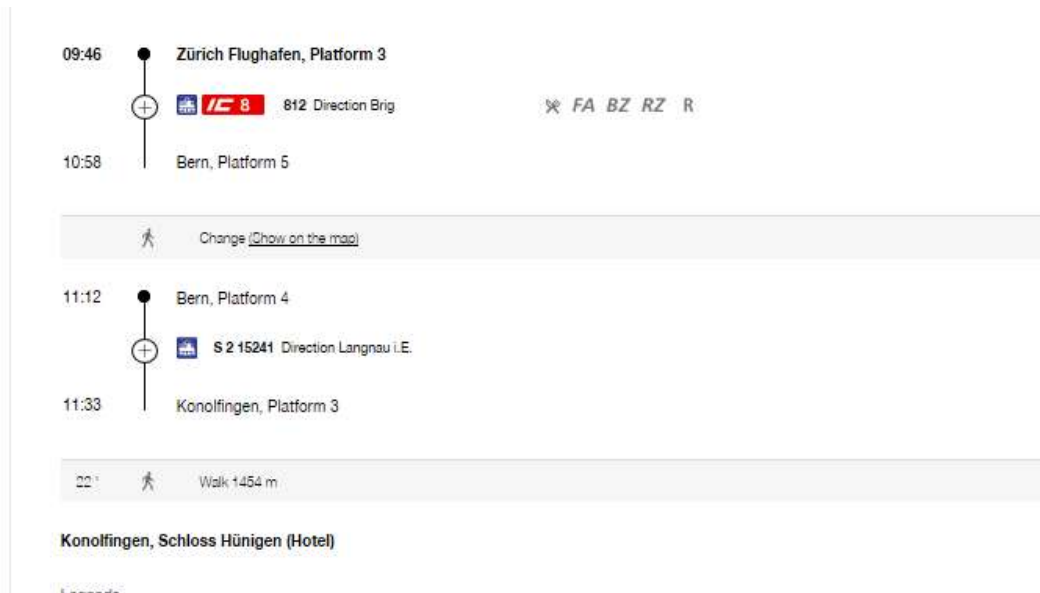 09:46 Zürich Flughafen, Platform 3
IC 8 812 Direction Brig FA BZ RZ R
10:58 Bern, Platform 5
Change (Show on the map)
11:12 Bern, Platform 4
S 2 15241 Direction Langnau i.E.
11:33 Konolfingen, Platform 3
22 ' Walk 1454 m
Konolfingen, Schloss Hünigen (Hotel)